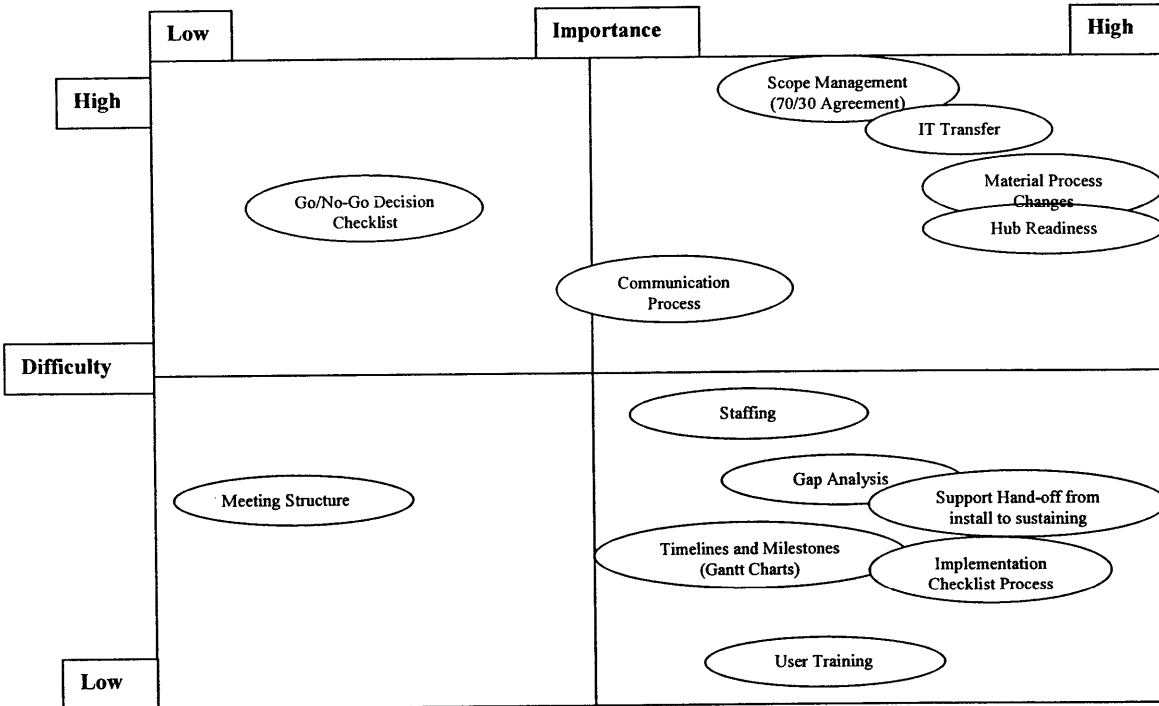 Low
Importance
High
High
Scope Management
(70/30 Agreement)
IT Transfer
Material Process
Changes
Go/No-Go Decision
Checklist
Hub Readiness
Communication
Process
Difficulty
Staffing
Gap Analysis
Meeting Structure
Support Hand-off from
install to sustaining
Timelines and Milestones
(Gantt Charts)
Implementation
Checklist Process
User Training
Low